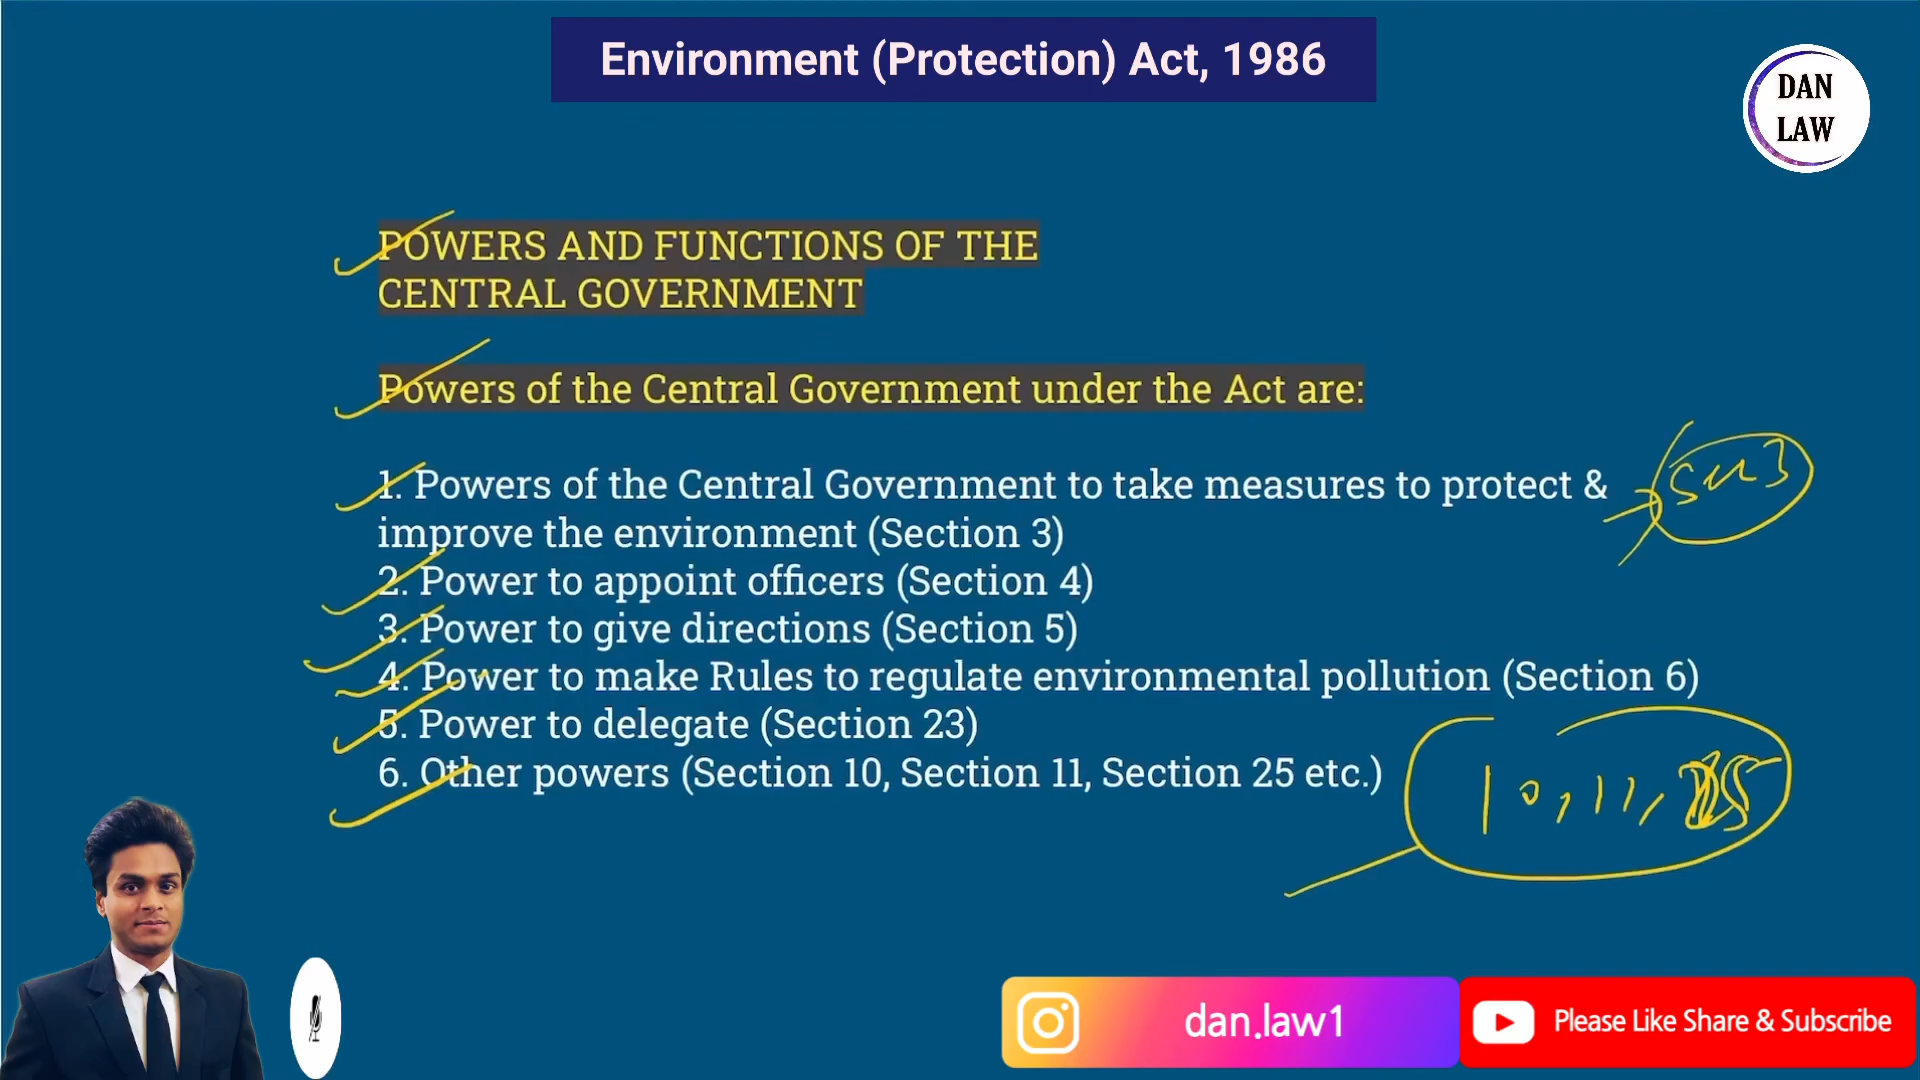 Environment (Protection) Act, 1986
DAN
LAW
POWERS AND FUNCTIONS OF THE
CENTRAL GOVERNMENT
Powers of the Central Government under the Act are:
1. Powers of the Central Government to take measures to protect &
improve the environment (Section 3)
2. Power to appoint officers (Section 4)
3. Power to give directions (Section 5)
4. Power to make Rules to regulate environmental pollution (Section 6)
5. Power to delegate (Section 23)
6. Other powers (Section 10, Section 11, Section 25 etc.)
10, 11,
dan.law1
Please Like Share & Subscribe